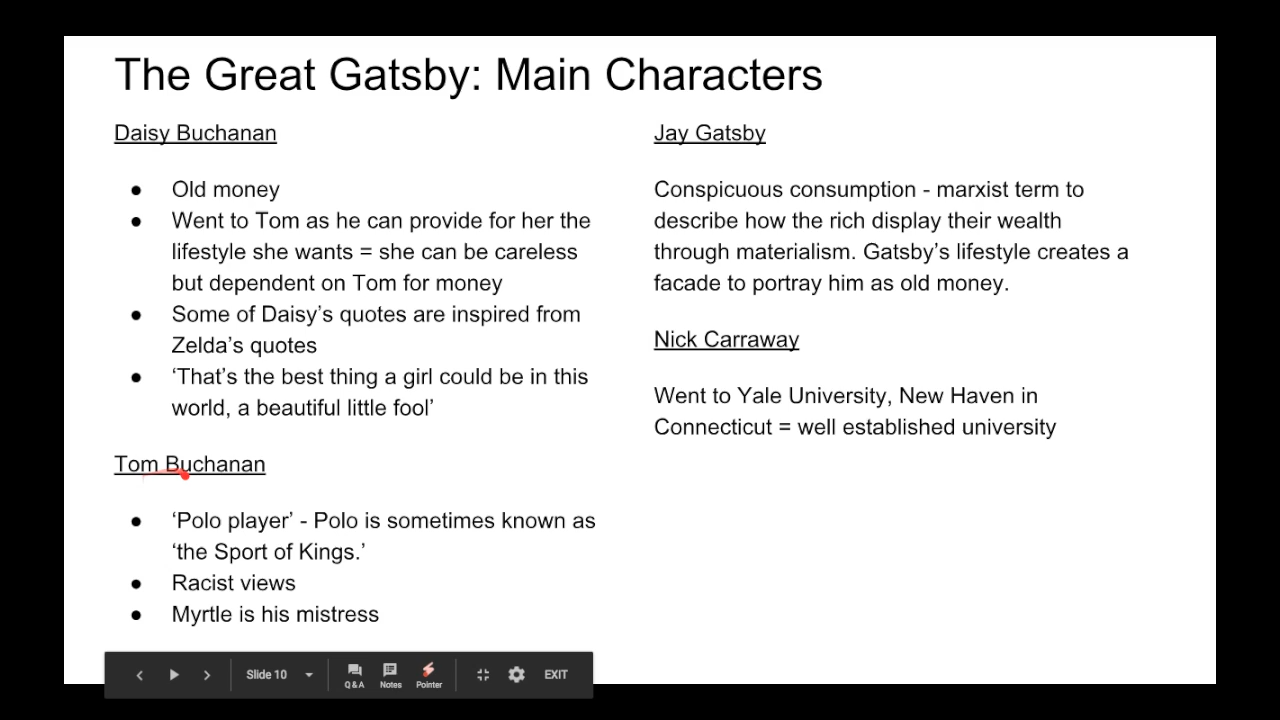 The Great Gatsby: Main Characters
Daisy Buchanan
● Old money
● Went to Tom as he can provide for her the
lifestyle she wants = she can be careless
but dependent on Tom for money
● Some of Daisy’s quotes are inspired from
Zelda’s quotes
● ‘That’s the best thing a girl could be in this
world, a beautiful little fool’
Tom Buchanan
● ‘Polo player’ - Polo is sometimes known as
‘the Sport of Kings.’
● Racist views
● Myrtle is his mistress
Jay Gatsby
Conspicuous consumption - marxist term to
describe how the rich display their wealth
through materialism. Gatsby’s lifestyle creates a
facade to portray him as old money.
Nick Carraway
Went to Yale University, New Haven in
Connecticut = well established university
Slide 10
Q&A
Notes
Pointer
EXIT